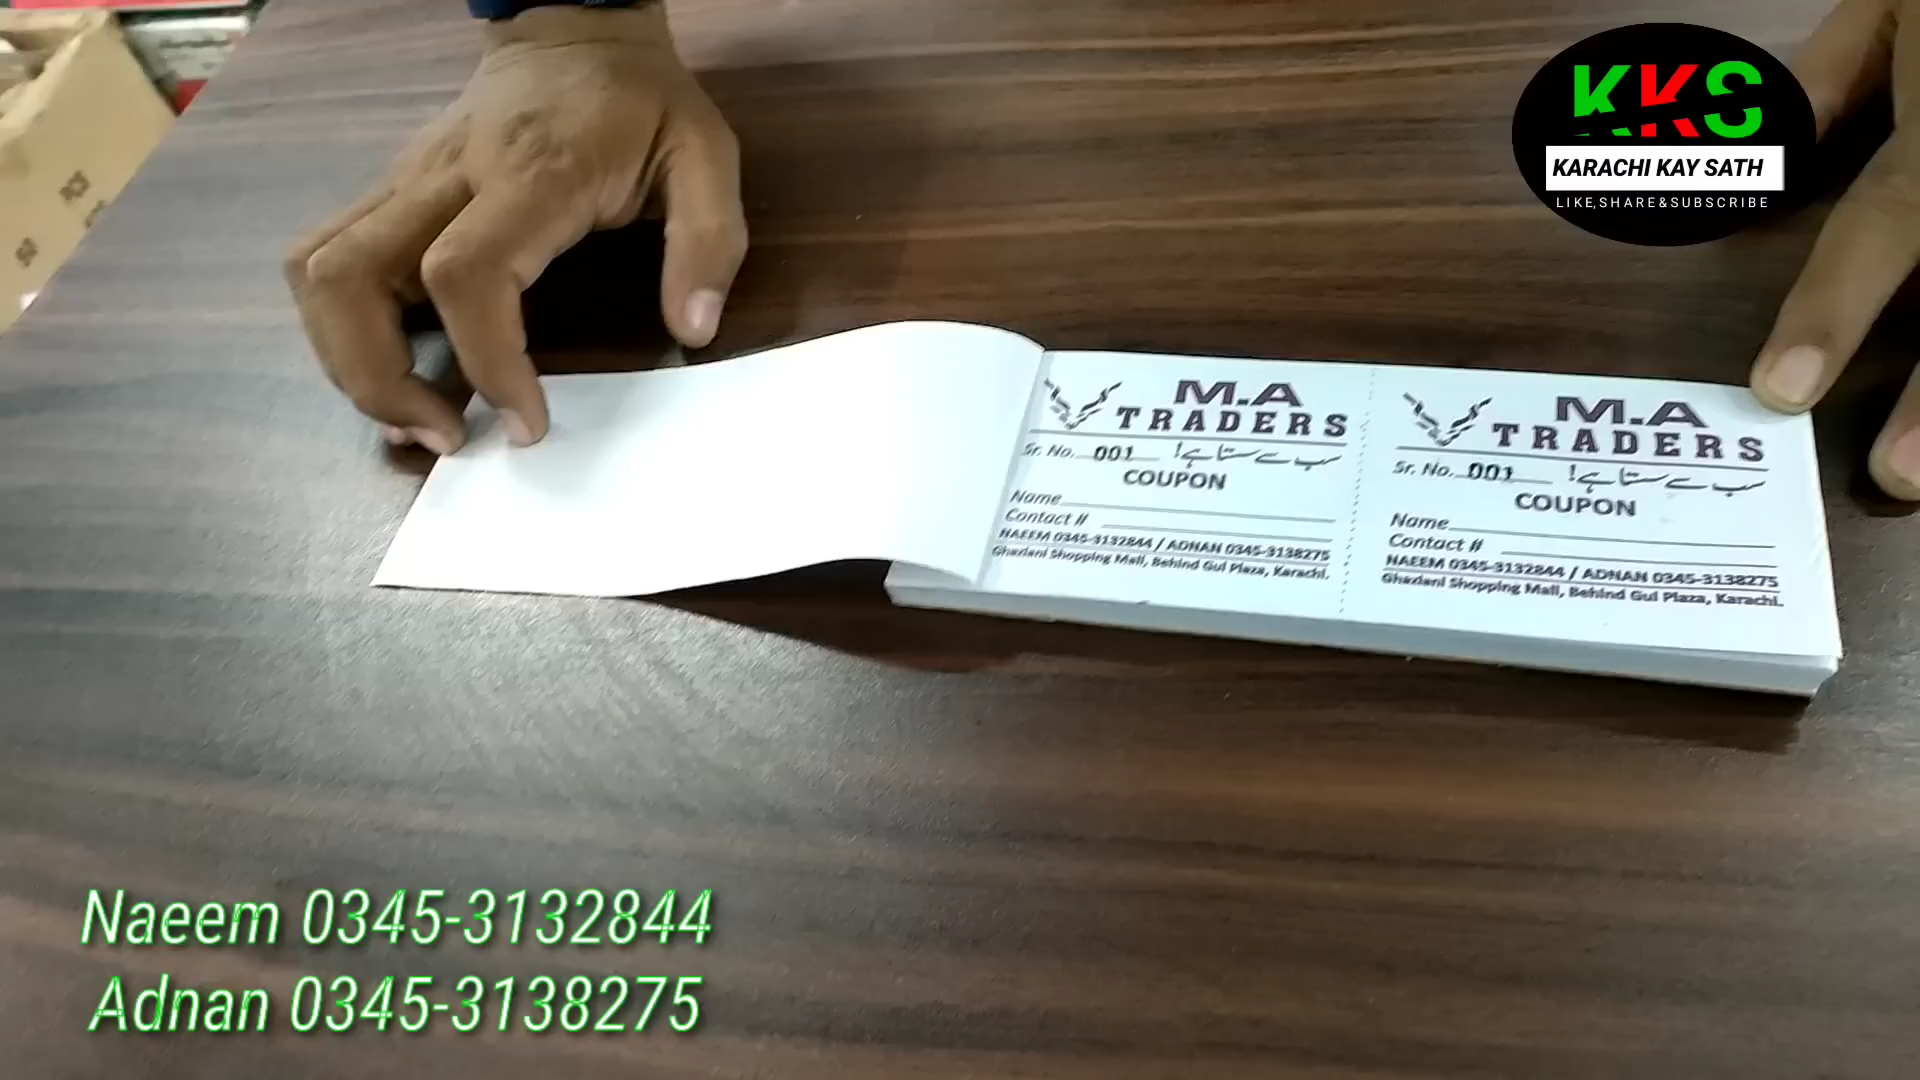 KKS
KARACHI KAY SATH
LIKE,SHARE&SUBSCRIBE
M.A
TRADERS
Sr. No. 001 سب سے سستا ہے!
COUPON
Name
Contact #
NAEEM 0345-3132844 / ADNAN 0345-3138275
Ghaziani Shopping Mall, Behind Gul Plaza, Karachi.
M.A
TRADERS
Sr. No. 001 سب سے سستا ہے!
COUPON
Name
Contact #
NAEEM 0345-3132844 / ADNAN 0345-3138275
Ghaziani Shopping Mall, Behind Gul Plaza, Karachi.
Naeem 0345-3132844
Adnan 0345-3138275